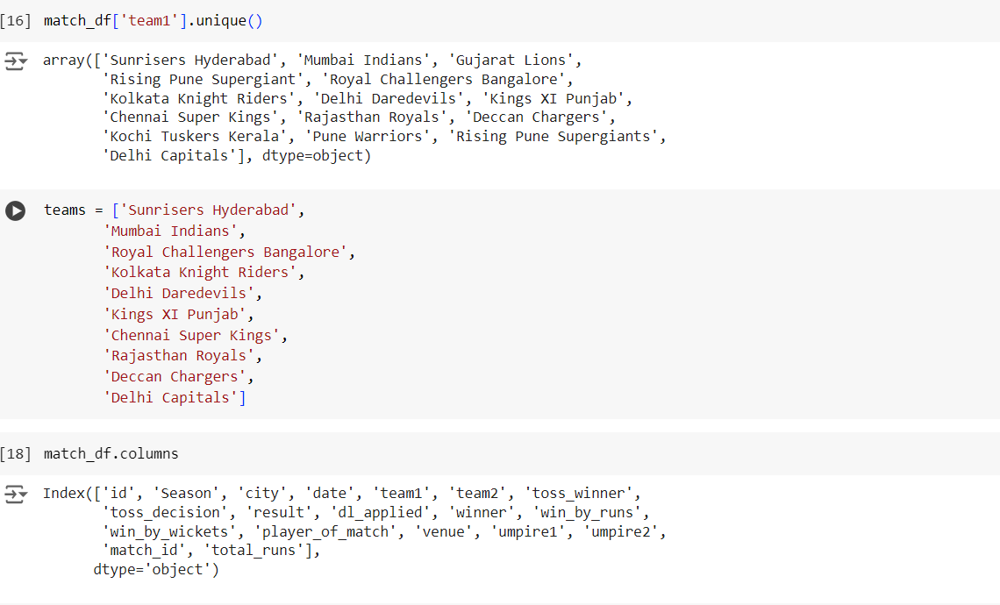 [16] match_df['team1'].unique()
array(['Sunrisers Hyderabad', 'Mumbai Indians', 'Gujarat Lions',
'Rising Pune Supergiant', 'Royal Challengers Bangalore',
'Kolkata Knight Riders', 'Delhi Daredevils', 'Kings XI Punjab',
'Chennai Super Kings', 'Rajasthan Royals', 'Deccan Chargers',
'Kochi Tuskers Kerala', 'Pune Warriors', 'Rising Pune Supergiants',
'Delhi Capitals'], dtype=object)
teams = ['Sunrisers Hyderabad',
'Mumbai Indians',
'Royal Challengers Bangalore',
'Kolkata Knight Riders',
'Delhi Daredevils',
'Kings XI Punjab',
'Chennai Super Kings',
'Rajasthan Royals',
'Deccan Chargers',
'Delhi Capitals']
[18] match_df.columns
Index(['id', 'Season', 'city', 'date', 'team1', 'team2', 'toss_winner',
'toss_decision', 'result', 'dl_applied', 'winner', 'win_by_runs',
'win_by_wickets', 'player_of_match', 'venue', 'umpire1', 'umpire2',
'match_id', 'total_runs'],
dtype='object')